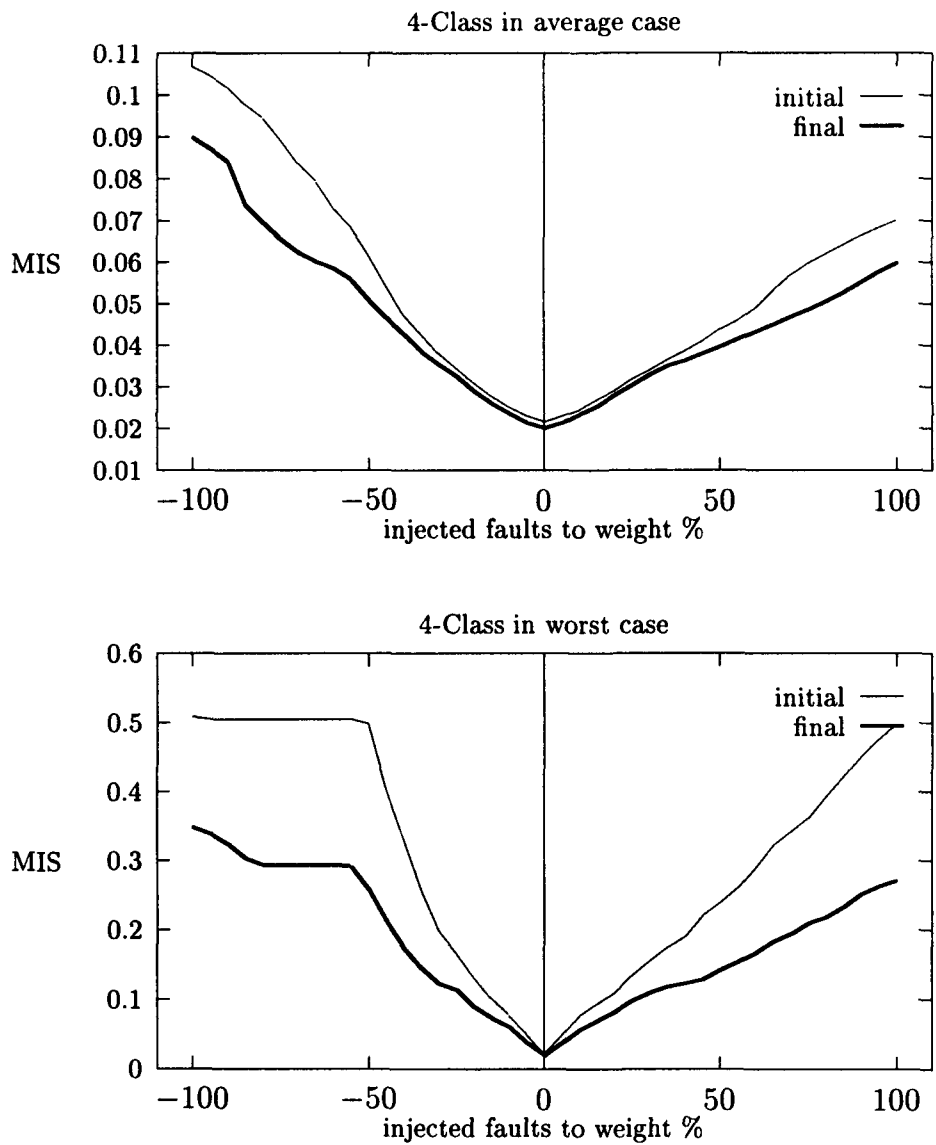 4-Class in average case
0.11
0.1
0.09
0.08
0.07
MIS 0.06
0.05
0.04
0.03
0.02
0.01
initial
final
−100 −50 0 50 100
injected faults to weight %
4-Class in worst case
0.6
0.5
0.4
MIS 0.3
0.2
0.1
0
initial
final
−100 −50 0 50 100
injected faults to weight %